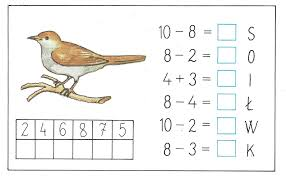 10 - 8 = S
8 - 2 = O
4 + 3 = I
8 - 4 = Ł
10 - 2 = W
8 - 3 = K
2 4 6 8 7 5